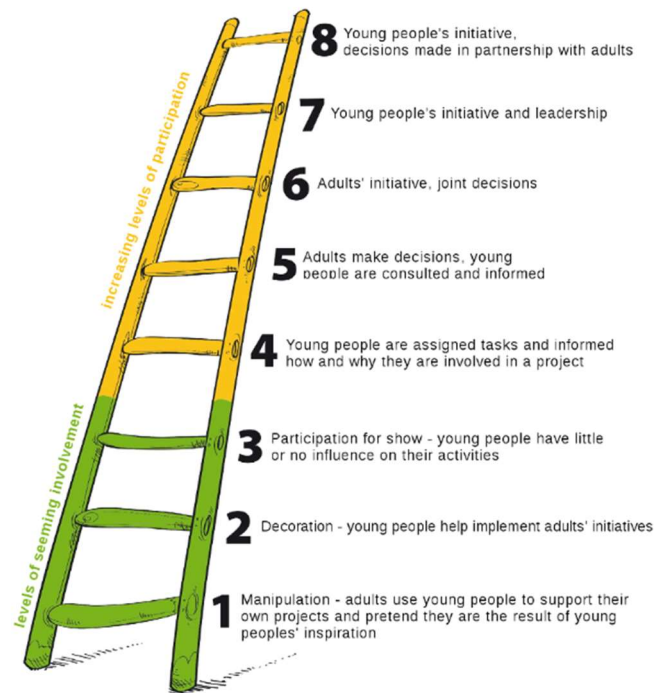 8 Young people's initiative,
decisions made in partnership with adults
7 Young people's initiative and leadership
6 Adults' initiative, joint decisions
5 Adults make decisions, young
people are consulted and informed
4 Young people are assigned tasks and informed
how and why they are involved in a project
3 Participation for show - young people have little
or no influence on their activities
2 Decoration - young people help implement adults' initiatives
1 Manipulation - adults use young people to support their
own projects and pretend they are the result of young
peoples' inspiration
increasing levels of participation
levels of seeming involvement